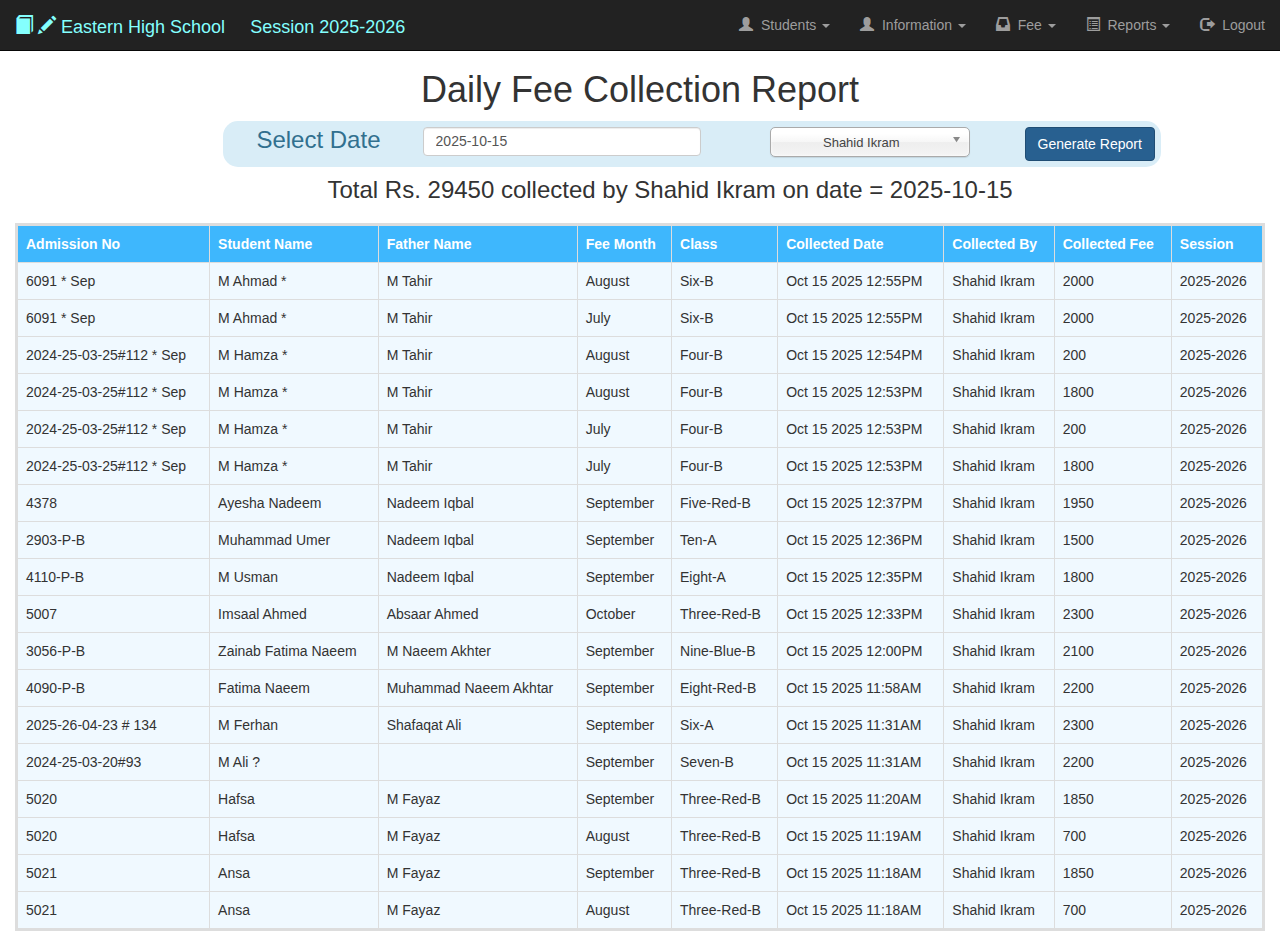 Eastern High School Session 2025-2026 Students Information Fee Reports Logout
Daily Fee Collection Report
Select Date 2025-10-15 Shahid Ikram Generate Report
Total Rs. 29450 collected by Shahid Ikram on date = 2025-10-15
Admission No Student Name Father Name Fee Month Class Collected Date Collected By Collected Fee Session
6091 * Sep M Ahmad * M Tahir August Six-B Oct 15 2025 12:55PM Shahid Ikram 2000 2025-2026
6091 * Sep M Ahmad * M Tahir July Six-B Oct 15 2025 12:55PM Shahid Ikram 2000 2025-2026
2024-25-03-25#112 * Sep M Hamza * M Tahir August Four-B Oct 15 2025 12:54PM Shahid Ikram 200 2025-2026
2024-25-03-25#112 * Sep M Hamza * M Tahir August Four-B Oct 15 2025 12:53PM Shahid Ikram 1800 2025-2026
2024-25-03-25#112 * Sep M Hamza * M Tahir July Four-B Oct 15 2025 12:53PM Shahid Ikram 200 2025-2026
2024-25-03-25#112 * Sep M Hamza * M Tahir July Four-B Oct 15 2025 12:53PM Shahid Ikram 1800 2025-2026
4378 Ayesha Nadeem Nadeem Iqbal September Five-Red-B Oct 15 2025 12:37PM Shahid Ikram 1950 2025-2026
2903-P-B Muhammad Umer Nadeem Iqbal September Ten-A Oct 15 2025 12:36PM Shahid Ikram 1500 2025-2026
4110-P-B M Usman Nadeem Iqbal September Eight-A Oct 15 2025 12:35PM Shahid Ikram 1800 2025-2026
5007 Imsaal Ahmed Absaar Ahmed October Three-Red-B Oct 15 2025 12:33PM Shahid Ikram 2300 2025-2026
3056-P-B Zainab Fatima Naeem M Naeem Akhter September Nine-Blue-B Oct 15 2025 12:00PM Shahid Ikram 2100 2025-2026
4090-P-B Fatima Naeem Muhammad Naeem Akhtar September Eight-Red-B Oct 15 2025 11:58AM Shahid Ikram 2200 2025-2026
2025-26-04-23 # 134 M Ferhan Shafaqat Ali September Six-A Oct 15 2025 11:31AM Shahid Ikram 2300 2025-2026
2024-25-03-20#93 M Ali ? September Seven-B Oct 15 2025 11:31AM Shahid Ikram 2200 2025-2026
5020 Hafsa M Fayaz September Three-Red-B Oct 15 2025 11:20AM Shahid Ikram 1850 2025-2026
5020 Hafsa M Fayaz August Three-Red-B Oct 15 2025 11:19AM Shahid Ikram 700 2025-2026
5021 Ansa M Fayaz September Three-Red-B Oct 15 2025 11:18AM Shahid Ikram 1850 2025-2026
5021 Ansa M Fayaz August Three-Red-B Oct 15 2025 11:18AM Shahid Ikram 700 2025-2026